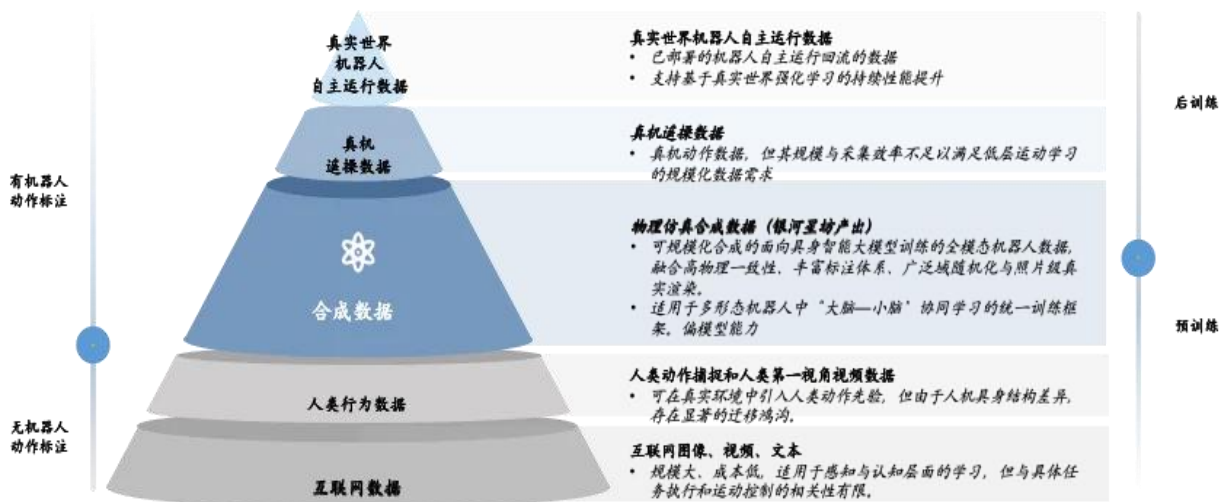 真实世界
机器人
自主运行数据
真实世界机器人自主运行数据
• 已部署的机器人自主运行回流的数据
• 支持基于真实世界强化学习的持续性能提升
后训练
真机
遥操数据
真机遥操数据
• 真机动作数据,但其规模与采集效率不足以满足低层运动学习
的规模化数据需求
有机器人
动作标注
合成数据
物理仿真合成数据(银河星坊产出)
• 可规模化合成的面向具身智能大模型训练的全模态机器人数据,
融合高物理一致性、丰富标注体系、广泛域随机化与照片级真
实渲染。
• 适用于多形态机器人中“大脑—小脑”协同学习的统一训练框
架。偏模型能力
预训练
人类行为数据
人类动作捕捉和人类第一视角视频数据
• 可在真实环境中引入人类动作先验,但由于人机具身结构差异,
存在显著的迁移鸿沟。
无机器人
动作标注
互联网数据
互联网图像、视频、文本
• 规模大、成本低,适用于感知与认知层面的学习,但与具体任
务执行和运动控制的相关性有限。